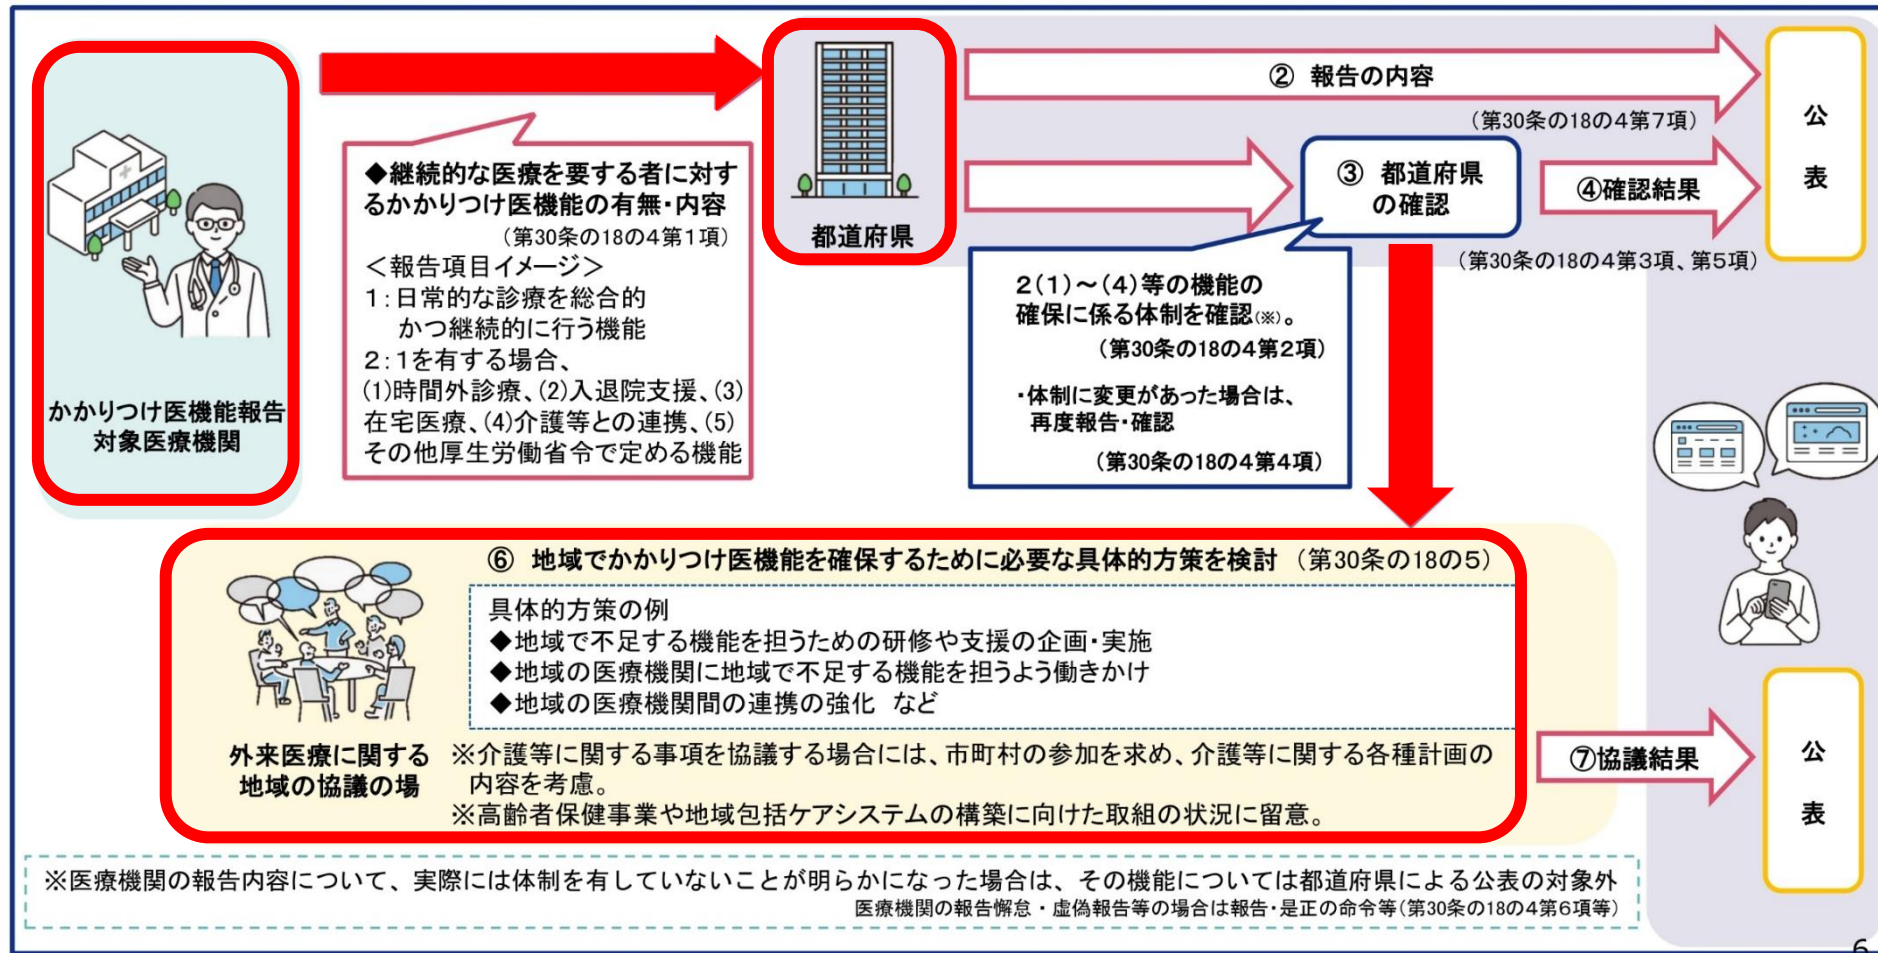 かかりつけ医機能報告
対象医療機関
◆継続的な医療を要する者に対す
るかかりつけ医機能の有無・内容
（第30条の18の4第1項）
＜報告項目イメージ＞
1：日常的な診療を総合的
かつ継続的に行う機能
2：1を有する場合、
(1)時間外診療、(2)入退院支援、(3)
在宅医療、(4)介護等との連携、(5)
その他厚生労働省令で定める機能
都道府県
② 報告の内容
（第30条の18の4第7項）
③ 都道府県
の確認
④確認結果
（第30条の18の4第3項、第5項）
公
表
2(1)～(4)等の機能の
確保に係る体制を確認(※)。
（第30条の18の4第2項）
・体制に変更があった場合は、
再度報告・確認
（第30条の18の4第4項）
⑥ 地域でかかりつけ医機能を確保するために必要な具体的方策を検討 （第30条の18の5）
具体的方策の例
◆地域で不足する機能を担うための研修や支援の企画・実施
◆地域の医療機関に地域で不足する機能を担うよう働きかけ
◆地域の医療機関間の連携の強化 など
外来医療に関する
地域の協議の場
※介護等に関する事項を協議する場合には、市町村の参加を求め、介護等に関する各種計画の
内容を考慮。
※高齢者保健事業や地域包括ケアシステムの構築に向けた取組の状況に留意。
⑦協議結果
公
表
※医療機関の報告内容について、実際には体制を有していないことが明らかになった場合は、その機能については都道府県による公表の対象外
医療機関の報告懈怠・虚偽報告等の場合は報告・是正の命令等(第30条の18の4第6項等)
6